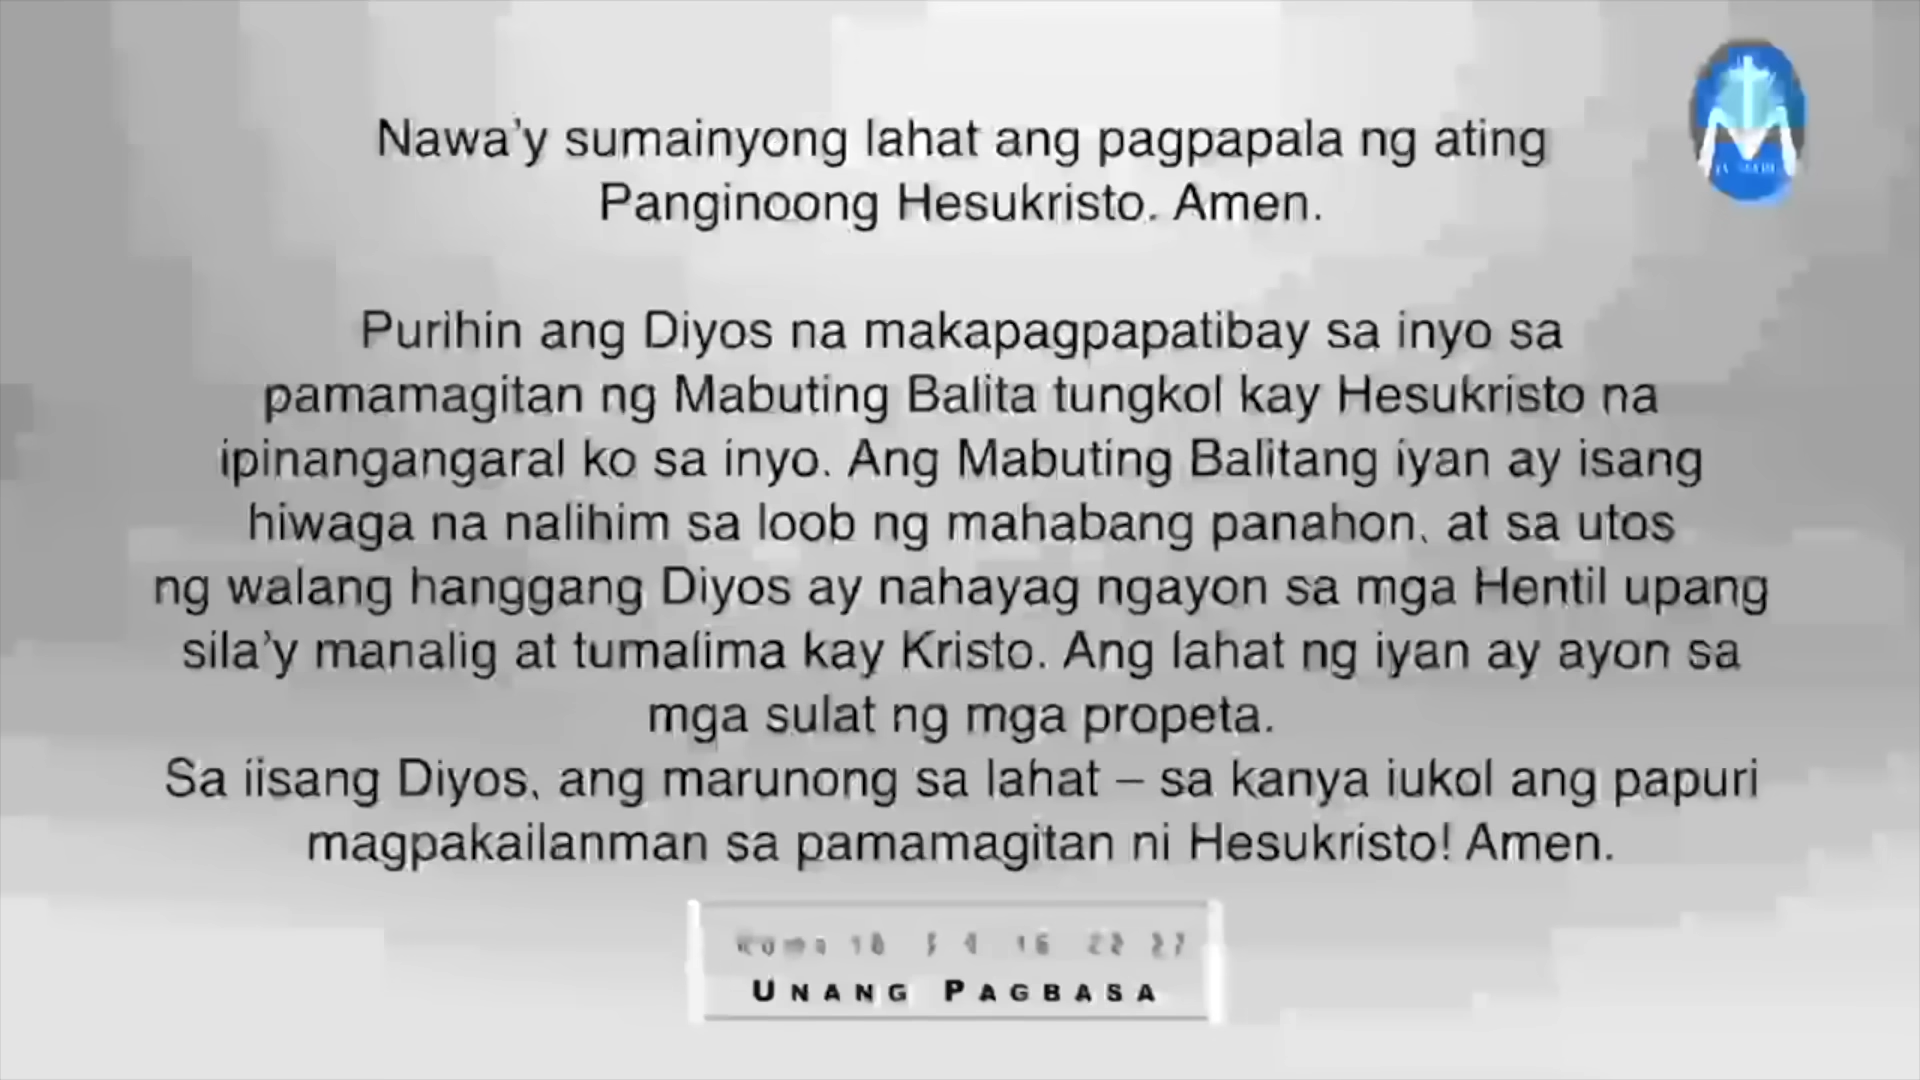 Nawa'y sumainyong lahat ang pagpapala ng ating
Panginoong Hesukristo. Amen.
Purihin ang Diyos na makapagpapatibay sa inyo sa
pamamagitan ng Mabuting Balita tungkol kay Hesukristo na
ipinangangaral ko sa inyo. Ang Mabuting Balitang iyan ay isang
hiwaga na nalihim sa loob ng mahabang panahon, at sa utos
ng walang hanggang Diyos ay nahayag ngayon sa mga Hentil upang
sila'y manalig at tumalima kay Kristo. Ang lahat ng iyan ay ayon sa
mga sulat ng mga propeta.
Sa iisang Diyos, ang marunong sa lahat – sa kanya iukol ang papuri
magpakailanman sa pamamagitan ni Hesukristo! Amen.
UNANG PAGBASA